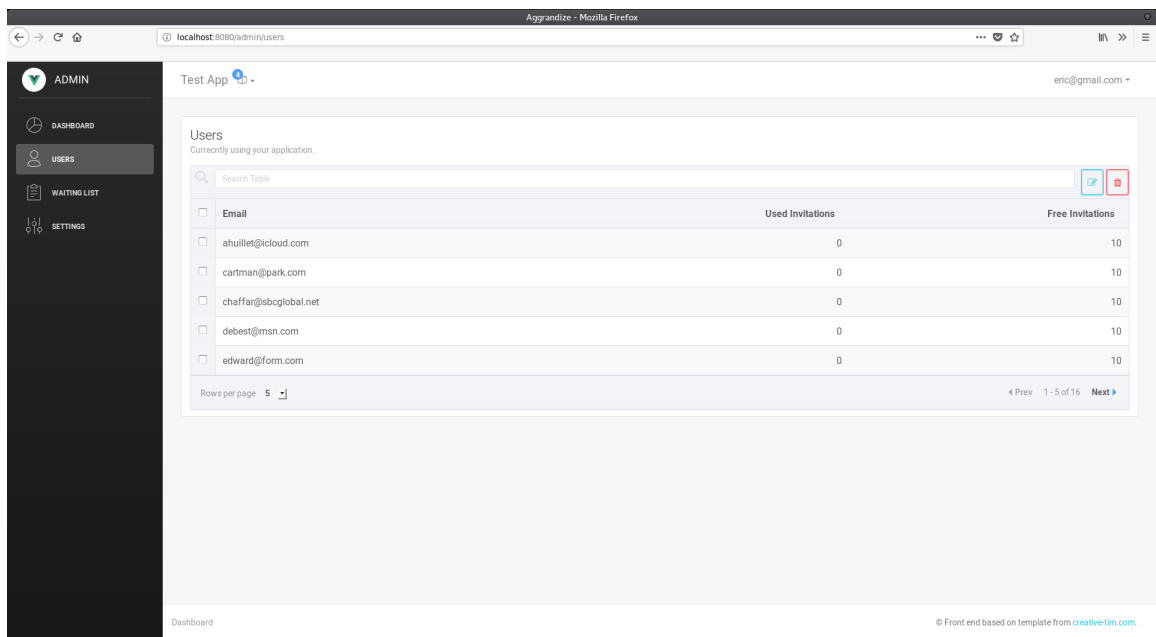 Aggrandize - Mozilla Firefox
localhost:8080/admin/users
ADMIN
Test App 4
eric@gmail.com
DASHBOARD
USERS
WAITING LIST
SETTINGS
Users
Currecntly using your application.
Search Table
Email Used Invitations Free Invitations
ahuillet@icloud.com 0 10
cartman@park.com 0 10
chaffar@sbcglobal.net 0 10
debest@msn.com 0 10
edward@form.com 0 10
Rows per page 5 Prev 1 - 5 of 16 Next
Dashboard © Front end based on template from creative-tim.com.